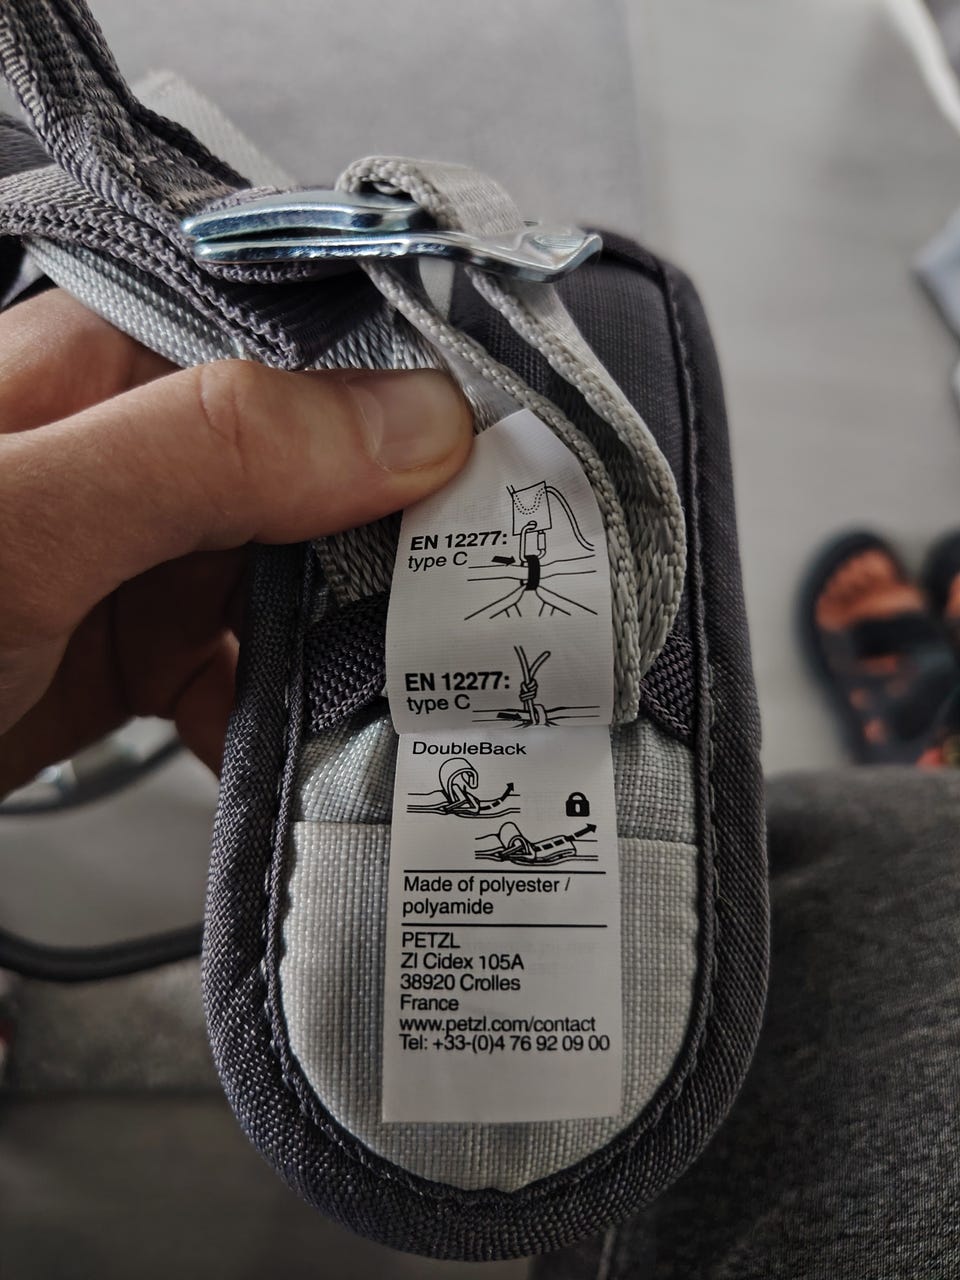 EN 12277:
type C
EN 12277:
type C
DoubleBack
Made of polyester /
polyamide
PETZL
ZI Cidex 105A
38920 Crolles
France
www.petzl.com/contact
Tel: +33-(0)4 76 92 09 00